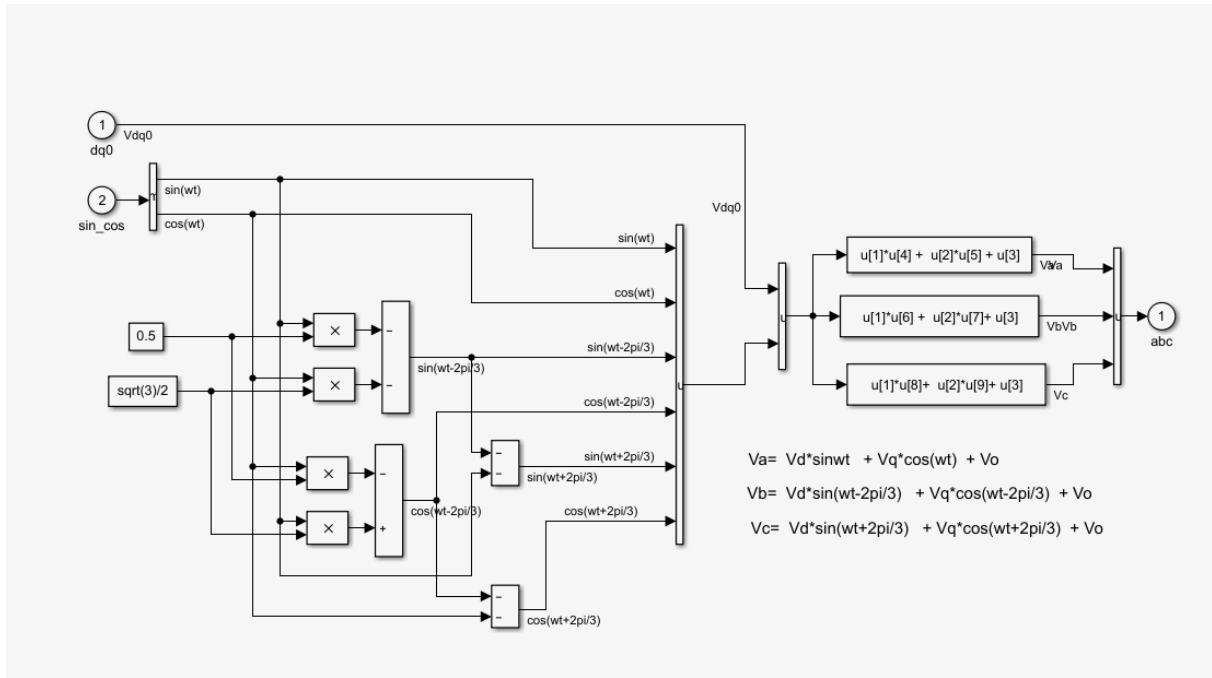 1
Vdq0
dq0
2
sin_cos
sin(wt)
cos(wt)
Vdq0
sin(wt)
cos(wt)
sin(wt-2pi/3)
cos(wt-2pi/3)
sin(wt+2pi/3)
cos(wt+2pi/3)
0.5
sqrt(3)/2
×
×
×
×
−
−
sin(wt-2pi/3)
−
+
cos(wt-2pi/3)
−
−
sin(wt+2pi/3)
−
−
cos(wt+2pi/3)
u[1]*u[4] + u[2]*u[5] + u[3]
Va
u[1]*u[6] + u[2]*u[7]+ u[3]
VbVb
u[1]*u[8]+ u[2]*u[9]+ u[3]
Vc
1
abc
Va= Vd*sinwt + Vq*cos(wt) + Vo
Vb= Vd*sin(wt-2pi/3) + Vq*cos(wt-2pi/3) + Vo
Vc= Vd*sin(wt+2pi/3) + Vq*cos(wt+2pi/3) + Vo